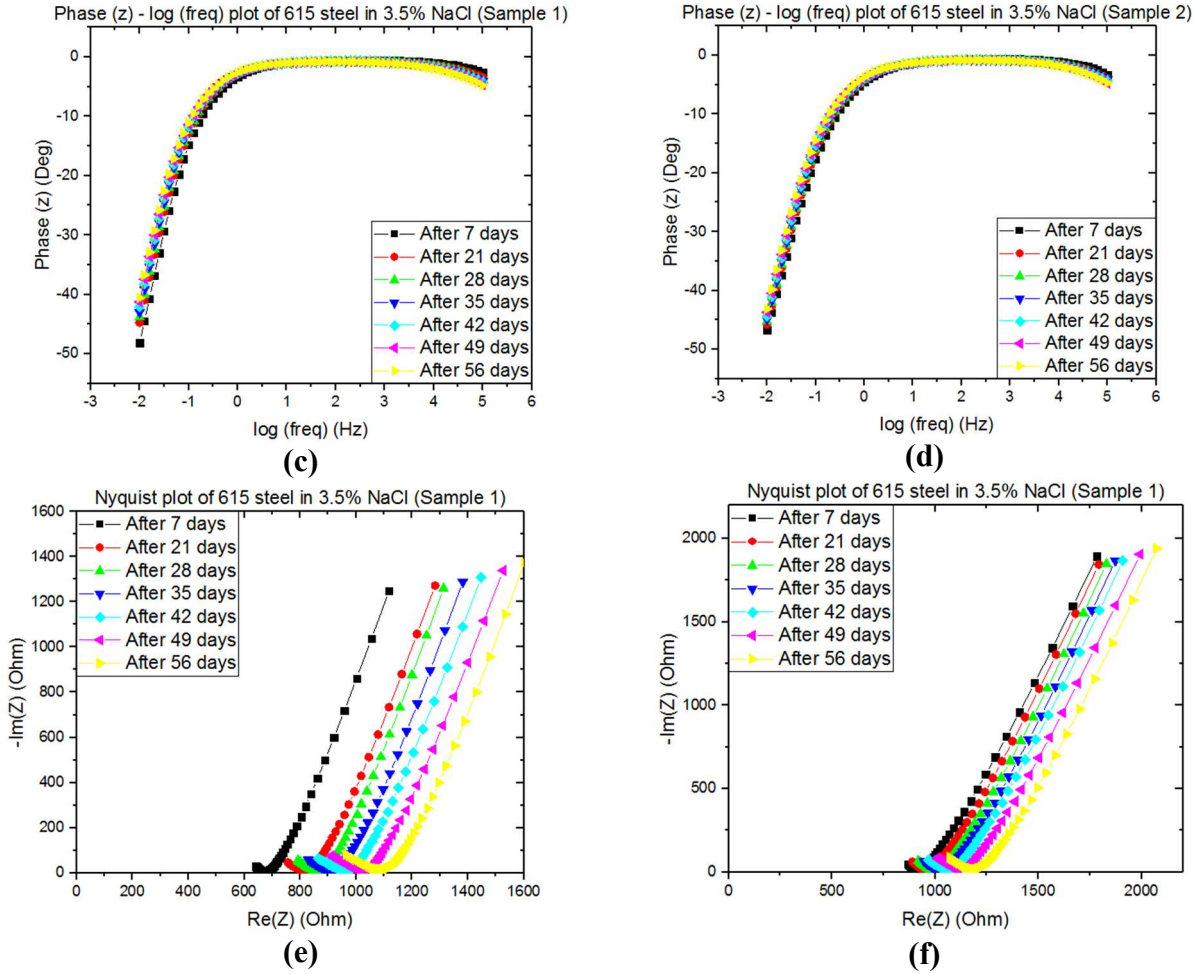 Phase (z) - log (freq) plot of 615 steel in 3.5% NaCl (Sample 1)
0
-10
-20
-30
-40
-50
Phase (z) (Deg)
After 7 days
After 21 days
After 28 days
After 35 days
After 42 days
After 49 days
After 56 days
-3 -2 -1 0 1 2 3 4 5 6
log (freq) (Hz)
(c)
Phase (z) - log (freq) plot of 615 steel in 3.5% NaCl (Sample 2)
0
-10
-20
-30
-40
-50
Phase (z) (Deg)
After 7 days
After 21 days
After 28 days
After 35 days
After 42 days
After 49 days
After 56 days
-3 -2 -1 0 1 2 3 4 5 6
log (freq) (Hz)
(d)
Nyquist plot of 615 steel in 3.5% NaCl (Sample 1)
1600
1400
1200
1000
800
600
400
200
0
-Im(Z) (Ohm)
After 7 days
After 21 days
After 28 days
After 35 days
After 42 days
After 49 days
After 56 days
0 200 400 600 800 1000 1200 1400 1600
Re(Z) (Ohm)
(e)
Nyquist plot of 615 steel in 3.5% NaCl (Sample 1)
2000
1500
1000
500
0
-Im(Z) (Ohm)
After 7 days
After 21 days
After 28 days
After 35 days
After 42 days
After 49 days
After 56 days
0 500 1000 1500 2000
Re(Z) (Ohm)
(f)